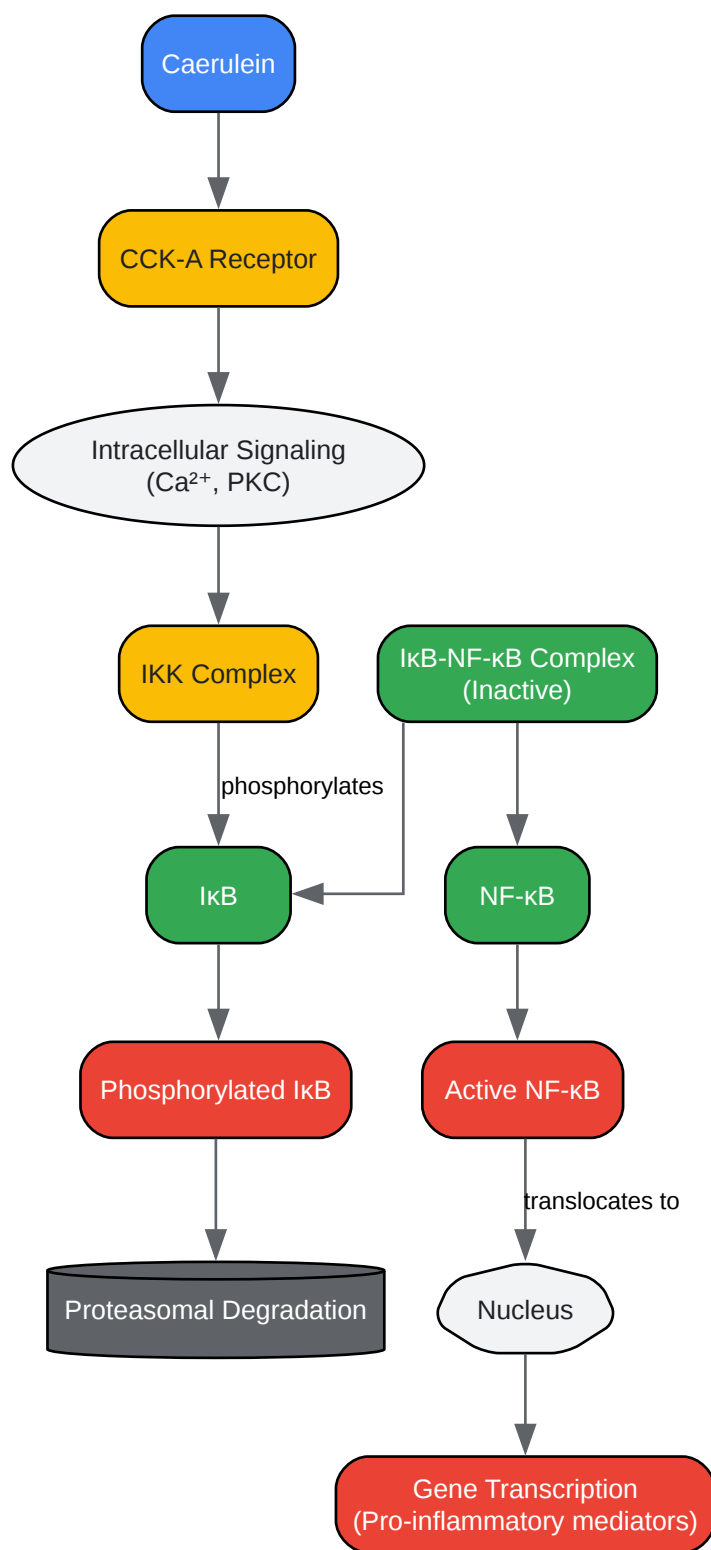 Caerulein
CCK-A Receptor
Intracellular Signaling
(Ca²⁺, PKC)
IKK Complex
IκB-NF-κB Complex
(Inactive)
phosphorylates
IκB
NF-κB
Phosphorylated IκB
Active NF-κB
translocates to
Proteasomal Degradation
Nucleus
Gene Transcription
(Pro-inflammatory mediators)